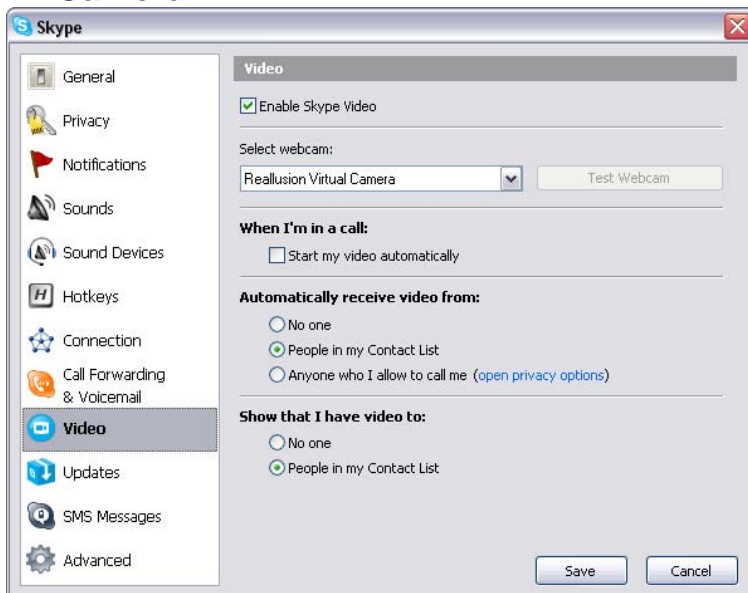 Skype
General
Privacy
Notifications
Sounds
Sound Devices
Hotkeys
Connection
Call Forwarding
& Voicemail
Video
Updates
SMS Messages
Advanced
Video
Enable Skype Video
Select webcam:
Reallusion Virtual Camera
Test Webcam
When I'm in a call:
Start my video automatically
Automatically receive video from:
No one
People in my Contact List
Anyone who I allow to call me (open privacy options)
Show that I have video to:
No one
People in my Contact List
Save
Cancel